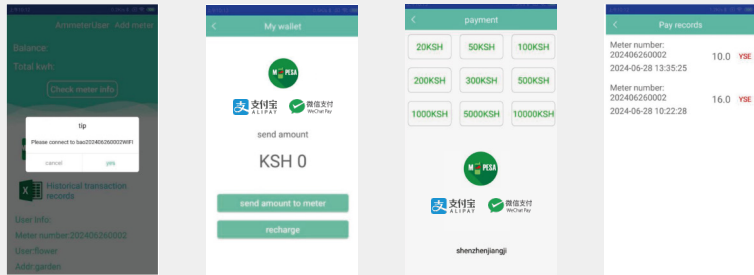 AmmeterUser Add meter
Balance:
Total kwh:
Check meter info
tip
Please connect to bao202406260002WIFI
cancel
yes
Historical transaction
records
User Info:
Meter number:202406260002
User:flower
Addr:garden
My wallet
M PESA
支付宝
ALIPAY
微信支付
WeChat Pay
send amount
KSH 0
send amount to meter
recharge
payment
20KSH 50KSH 100KSH
200KSH 300KSH 500KSH
1000KSH 5000KSH 10000KSH
M PESA
支付宝
ALIPAY
微信支付
WeChat Pay
shenzhenjiangji
Pay records
Meter number:
202406260002
10.0 YSE
2024-06-28 13:35:25
Meter number:
202406260002
16.0 YSE
2024-06-28 10:22:28